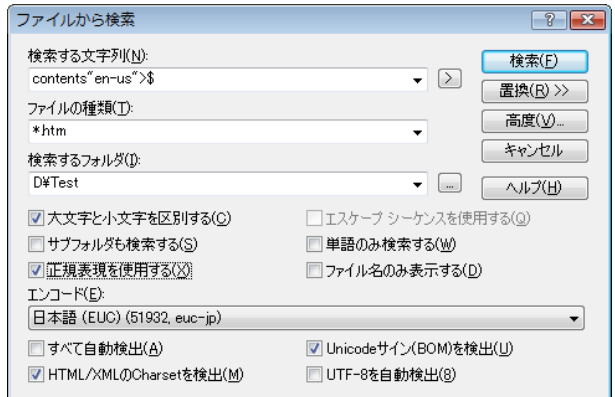 ファイルから検索
検索する文字列(N):
contents"en-us">$
>
検索(F)
置換(R) >>
ファイルの種類(T):
*htm
高度(V)...
キャンセル
検索するフォルダ(I):
D¥Test
...
ヘルプ(H)
大文字と小文字を区別する(C)
エスケープ シーケンスを使用する(Q)
サブフォルダも検索する(S)
単語のみ検索する(W)
正規表現を使用する(X)
ファイル名のみ表示する(D)
エンコード(E):
日本語 (EUC) (51932, euc-jp)
すべて自動検出(A)
Unicodeサイン(BOM)を検出(U)
HTML/XMLのCharsetを検出(M)
UTF-8を自動検出(8)